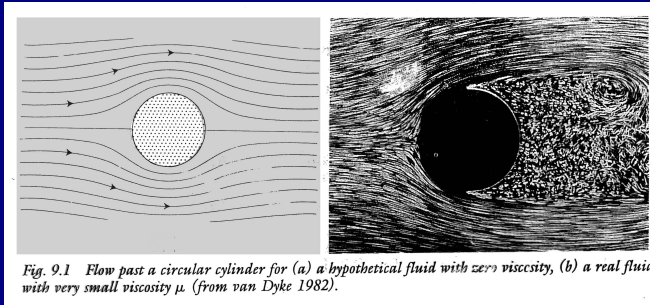 Fig. 9.1 Flow past a circular cylinder for (a) a hypothetical fluid with zero viscosity, (b) a real fluid
with very small viscosity μ (from van Dyke 1982).